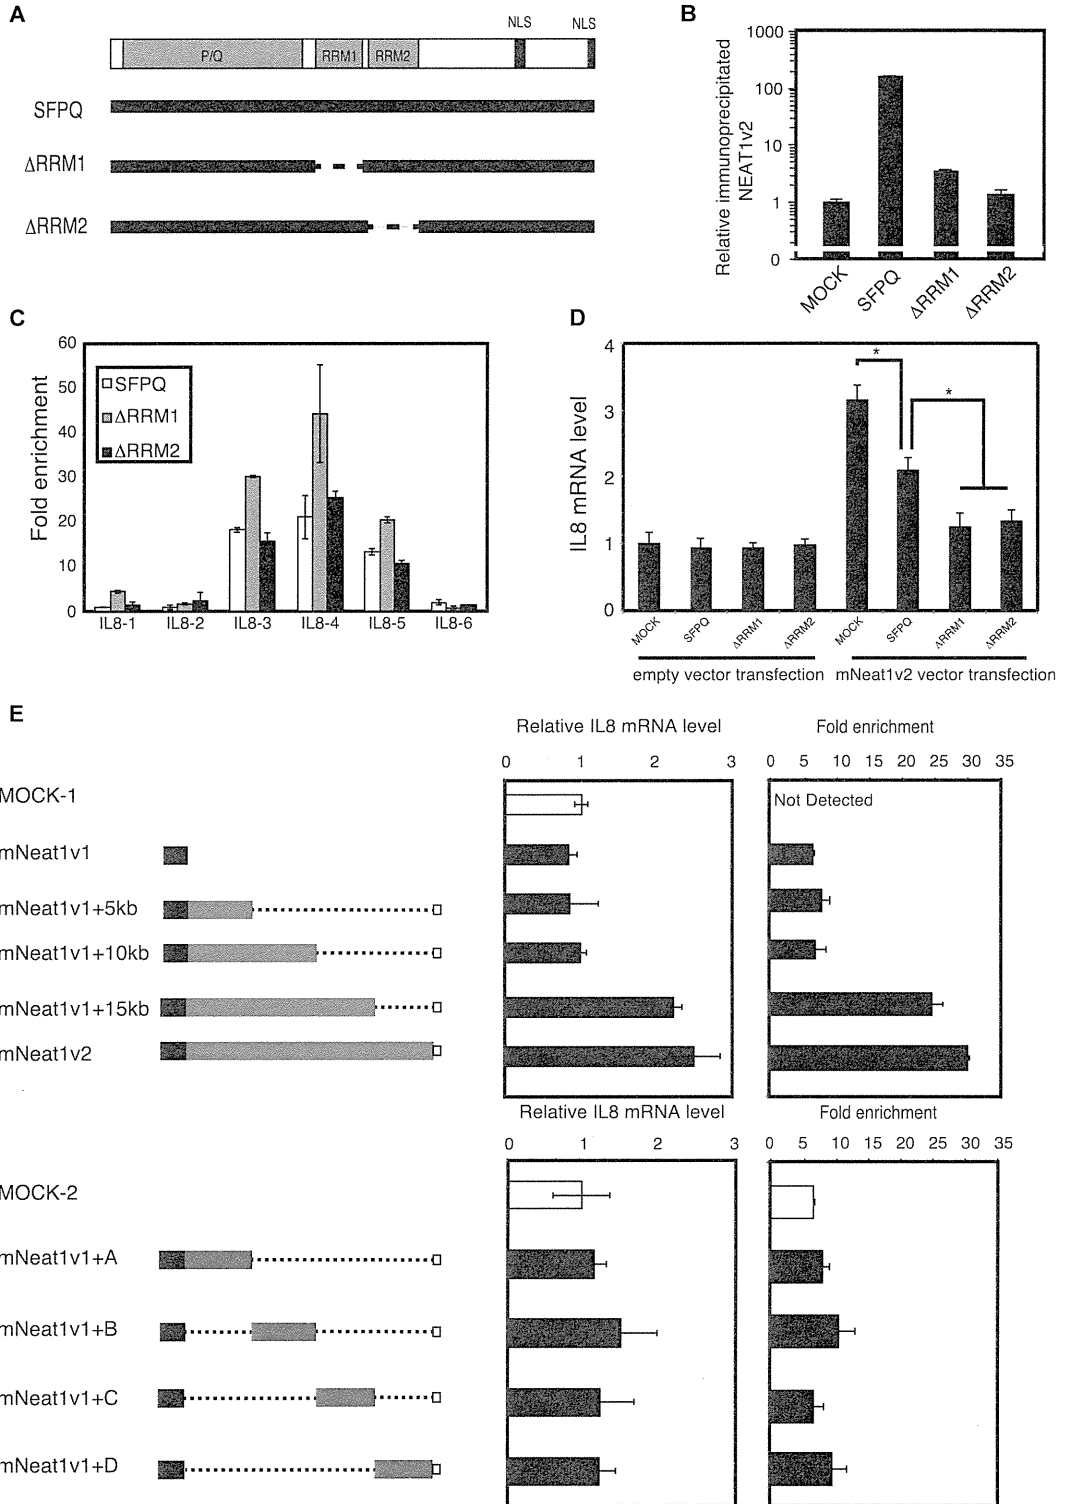 A
NLS
NLS
P/Q
RRM1
RRM2
SFPQ
ΔRRM1
ΔRRM2
B
Relative immunoprecipitated
NEAT1v2
1000
100
10
1
0
MOCK
SFPQ
ΔRRM1
ΔRRM2
C
Fold enrichment
60
50
40
30
20
10
0
SFPQ
ΔRRM1
ΔRRM2
IL8-1
IL8-2
IL8-3
IL8-4
IL8-5
IL8-6
D
IL8 mRNA level
4
3
2
1
0
*
*
MOCK
SFPQ
ΔRRM1
ΔRRM2
MOCK
SFPQ
ΔRRM1
ΔRRM2
empty vector transfection
mNeat1v2 vector transfection
E
Relative IL8 mRNA level
Fold enrichment
0 1 2 3
0 5 10 15 20 25 30 35
MOCK-1
Not Detected
mNeat1v1
mNeat1v1+5kb
mNeat1v1+10kb
mNeat1v1+15kb
mNeat1v2
Relative IL8 mRNA level
Fold enrichment
0 1 2 3
0 5 10 15 20 25 30 35
MOCK-2
mNeat1v1+A
mNeat1v1+B
mNeat1v1+C
mNeat1v1+D